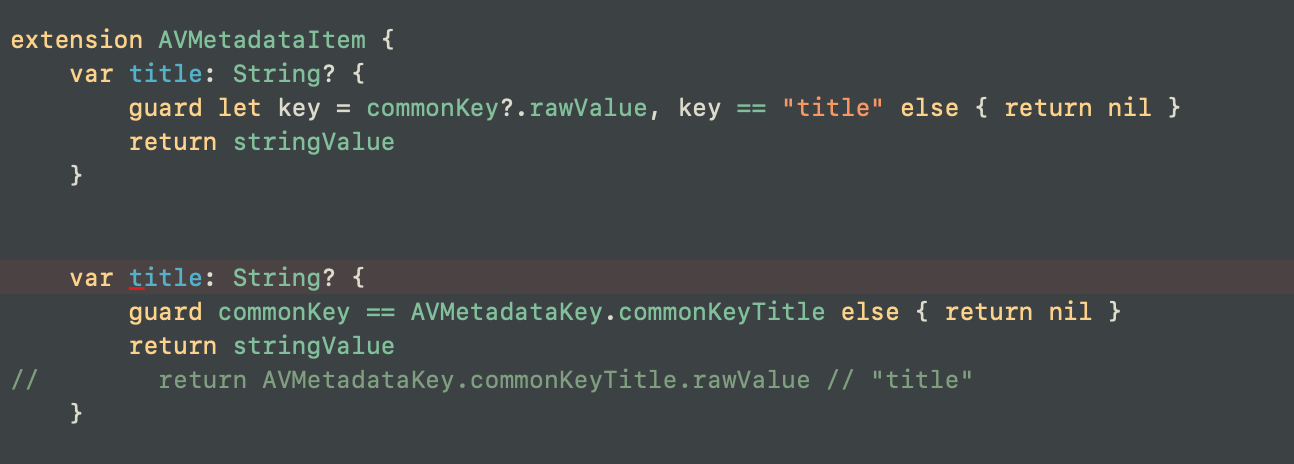 extension AVMetadataItem {
    var title: String? {
        guard let key = commonKey?.rawValue, key == "title" else { return nil }
        return stringValue
    }
    var title: String? {
        guard commonKey == AVMetadataKey.commonKeyTitle else { return nil }
        return stringValue
//        return AVMetadataKey.commonKeyTitle.rawValue // "title"
    }